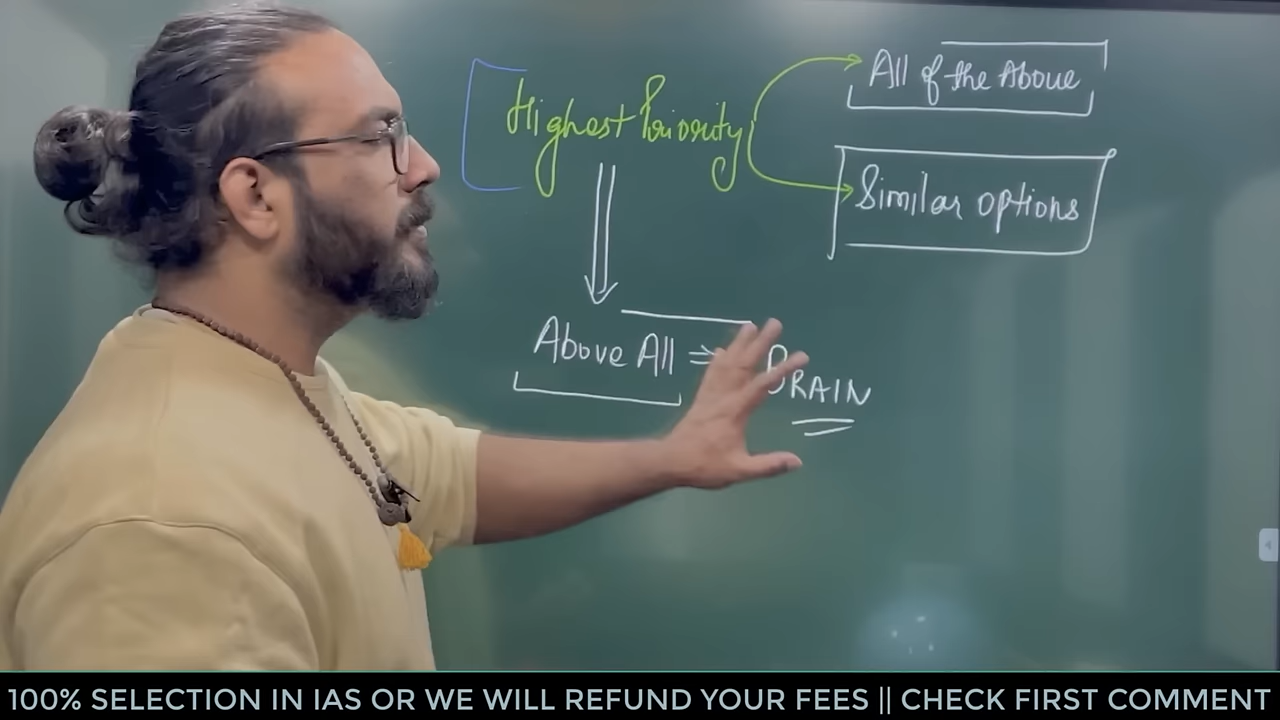 Highest Priority
All of the Above
Similar options
Above All ⇒ BRAIN
100% SELECTION IN IAS OR WE WILL REFUND YOUR FEES || CHECK FIRST COMMENT